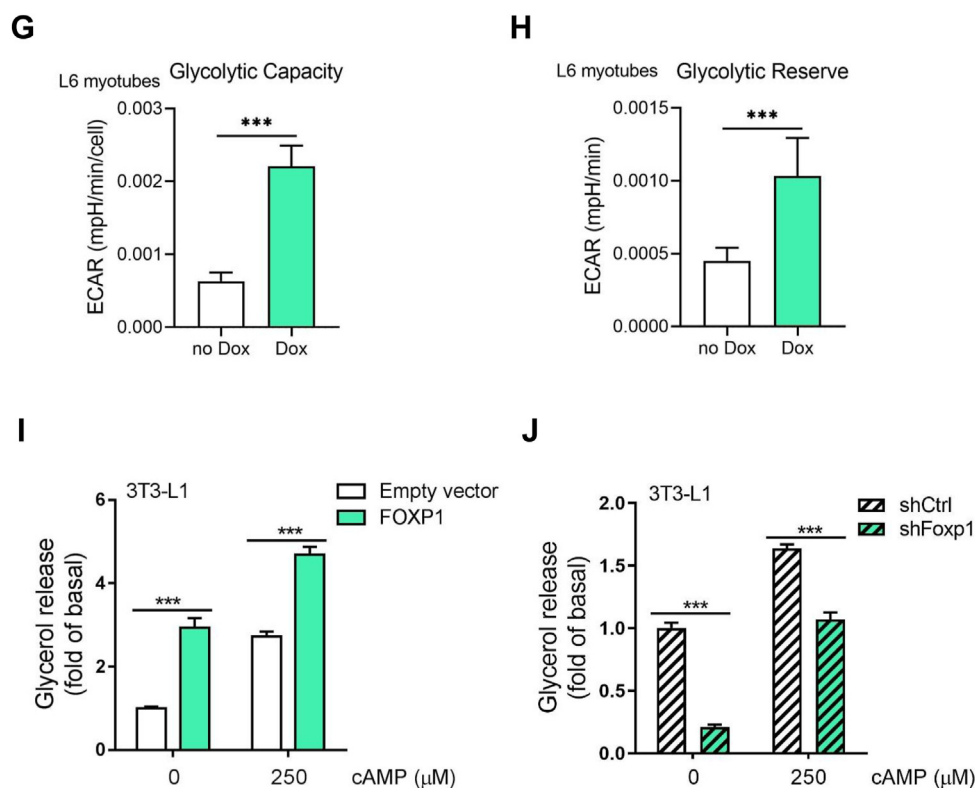 G
L6 myotubes Glycolytic Capacity
ECAR (mpH/min/cell)
0.003
0.002
0.001
0.000
***
no Dox Dox
H
L6 myotubes Glycolytic Reserve
ECAR (mpH/min)
0.0015
0.0010
0.0005
0.0000
***
no Dox Dox
I
3T3-L1
Empty vector
FOXP1
Glycerol release
(fold of basal)
6
4
2
0
***
***
0 250 cAMP (μM)
J
3T3-L1
shCtrl
shFoxp1
Glycerol release
(fold of basal)
2.0
1.5
1.0
0.5
0.0
***
***
0 250 cAMP (μM)